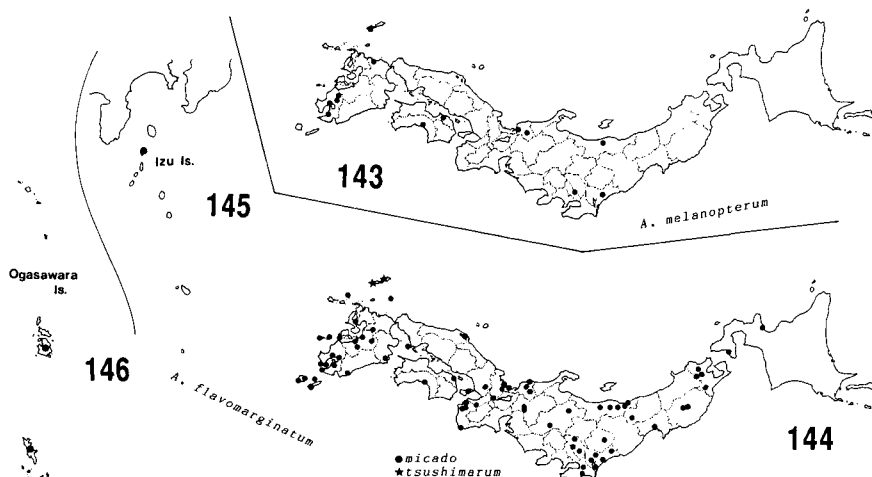 143
A. melanopterum
Izu Is.
145
Ogasawara
Is.
146
A. flavomarginatum
● micado
★ tsushimarum
144